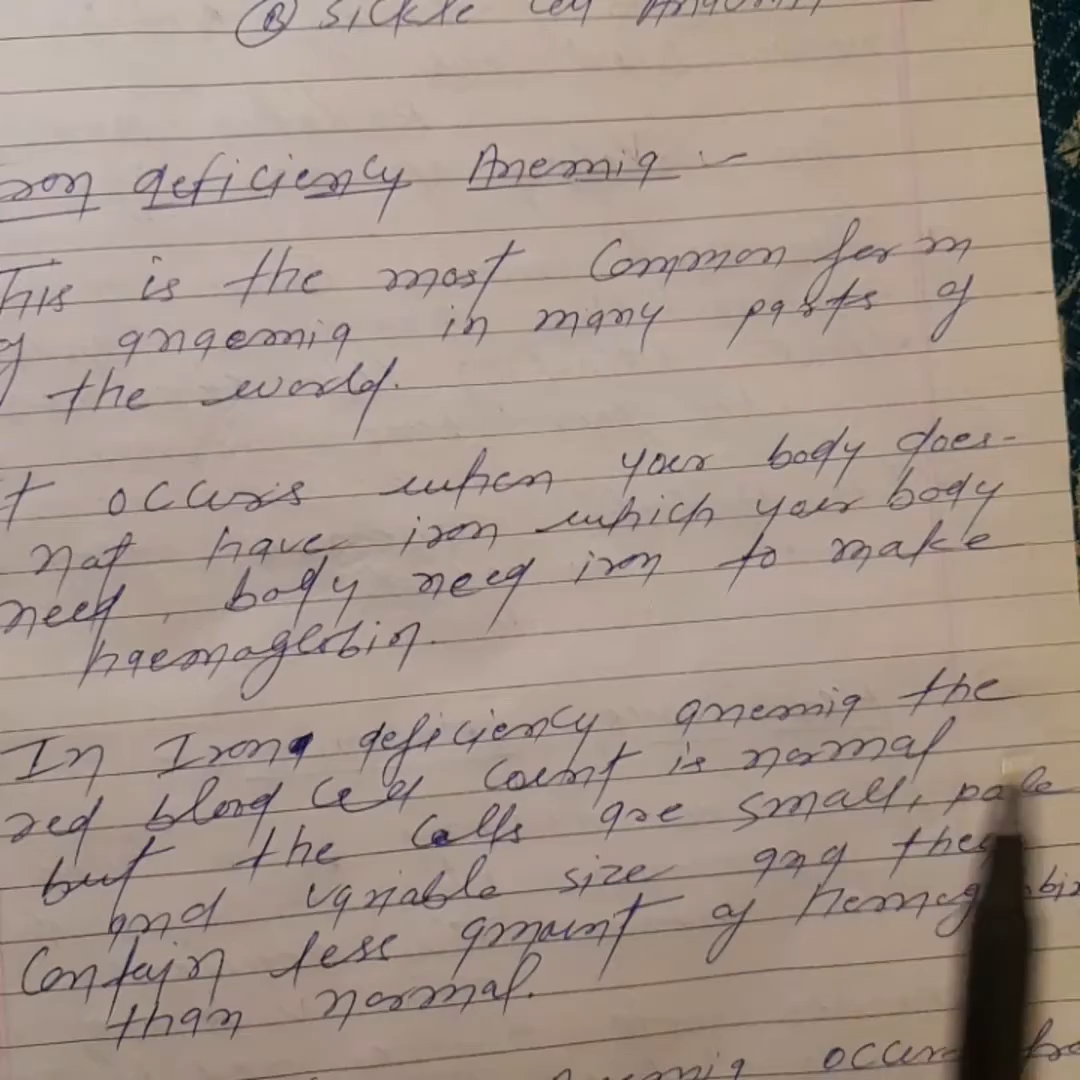 (B) Sickle Cell
ron deficiency Anemia :-
This is the most Common form
of anaemia in many parts of
the world.
t occurs when your body does-
not have iron which your body
need, body need iron to make
haemoglobin.
In Iron deficiency anemia the
red blood cell count is normal
but the cells are small, pale
and variable size and they
Contain less amount of hemoglobin
than normal.
occurs